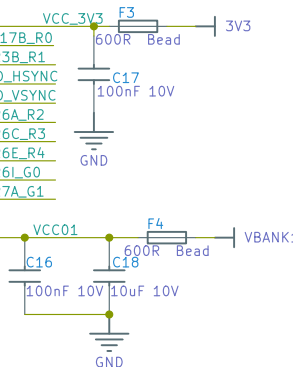 VCC_3V3
F3
3V3
600R Bead
17B_R0
3B_R1
C17
100nF 10V
_HSYNC
_VSYNC
6A_R2
6C_R3
6E_R4
GND
6I_G0
7A_G1
VCC01
F4
VBANK
600R Bead
C16
C18
100nF 10V
10uF 10V
GND